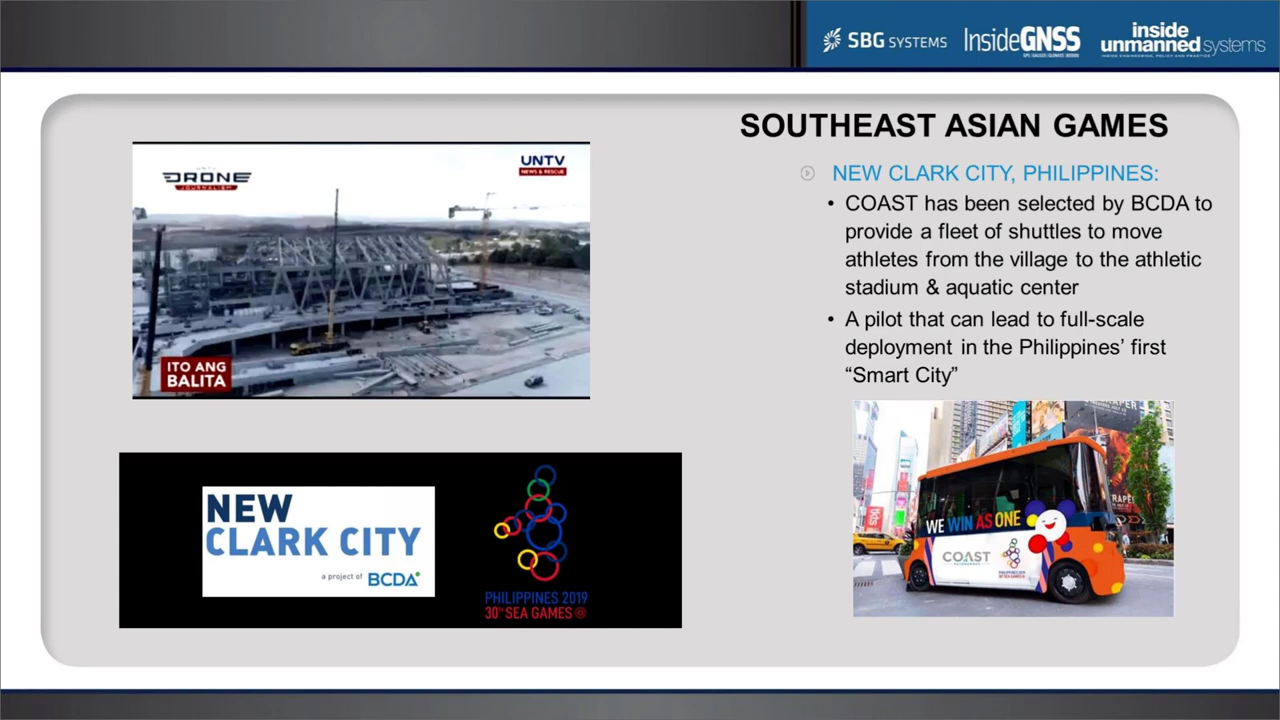 SBG SYSTEMS
InsideGNSS
inside
unmanned systems
SOUTHEAST ASIAN GAMES
NEW CLARK CITY, PHILIPPINES:
• COAST has been selected by BCDA to
provide a fleet of shuttles to move
athletes from the village to the athletic
stadium & aquatic center
• A pilot that can lead to full-scale
deployment in the Philippines’ first
“Smart City”
UNTV
DRONE
JOURNALISM
UNTV
NEWS & RESCUE
ITO ANG
BALITA
NEW
CLARK CITY
a project of BCDA
PHILIPPINES 2019
30TH SEA GAMES
WE WIN AS ONE
COAST